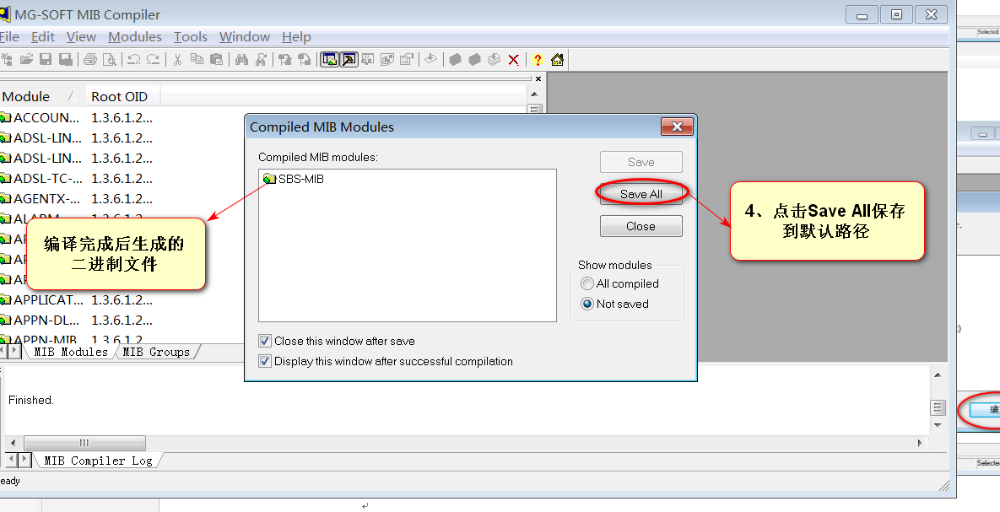 MG-SOFT MIB Compiler
File Edit View Modules Tools Window Help
Selected
Module Root OID
ACCOUN... 1.3.6.1.2...
ADSL-LIN... 1.3.6.1.2...
ADSL-LIN... 1.3.6.1.2...
ADSL-TC-... 1.3.6.1.2...
AGENTX-... 1.3.6.1.2...
ALARM
APPLICAT... 1.3.6.1.2...
APPN-DL... 1.3.6.1.2...
APPN-MIB 1.3.6.1.2...
MIB Modules MIB Groups
编译完成后生成的
二进制文件
Compiled MIB Modules
Compiled MIB modules:
SBS-MIB
Save
Save All
Close
Show modules
All compiled
Not saved
Close this window after save
Display this window after successful compilation
4、点击Save All保存
到默认路径
Finished.
MIB Compiler Log
eady
Selecte